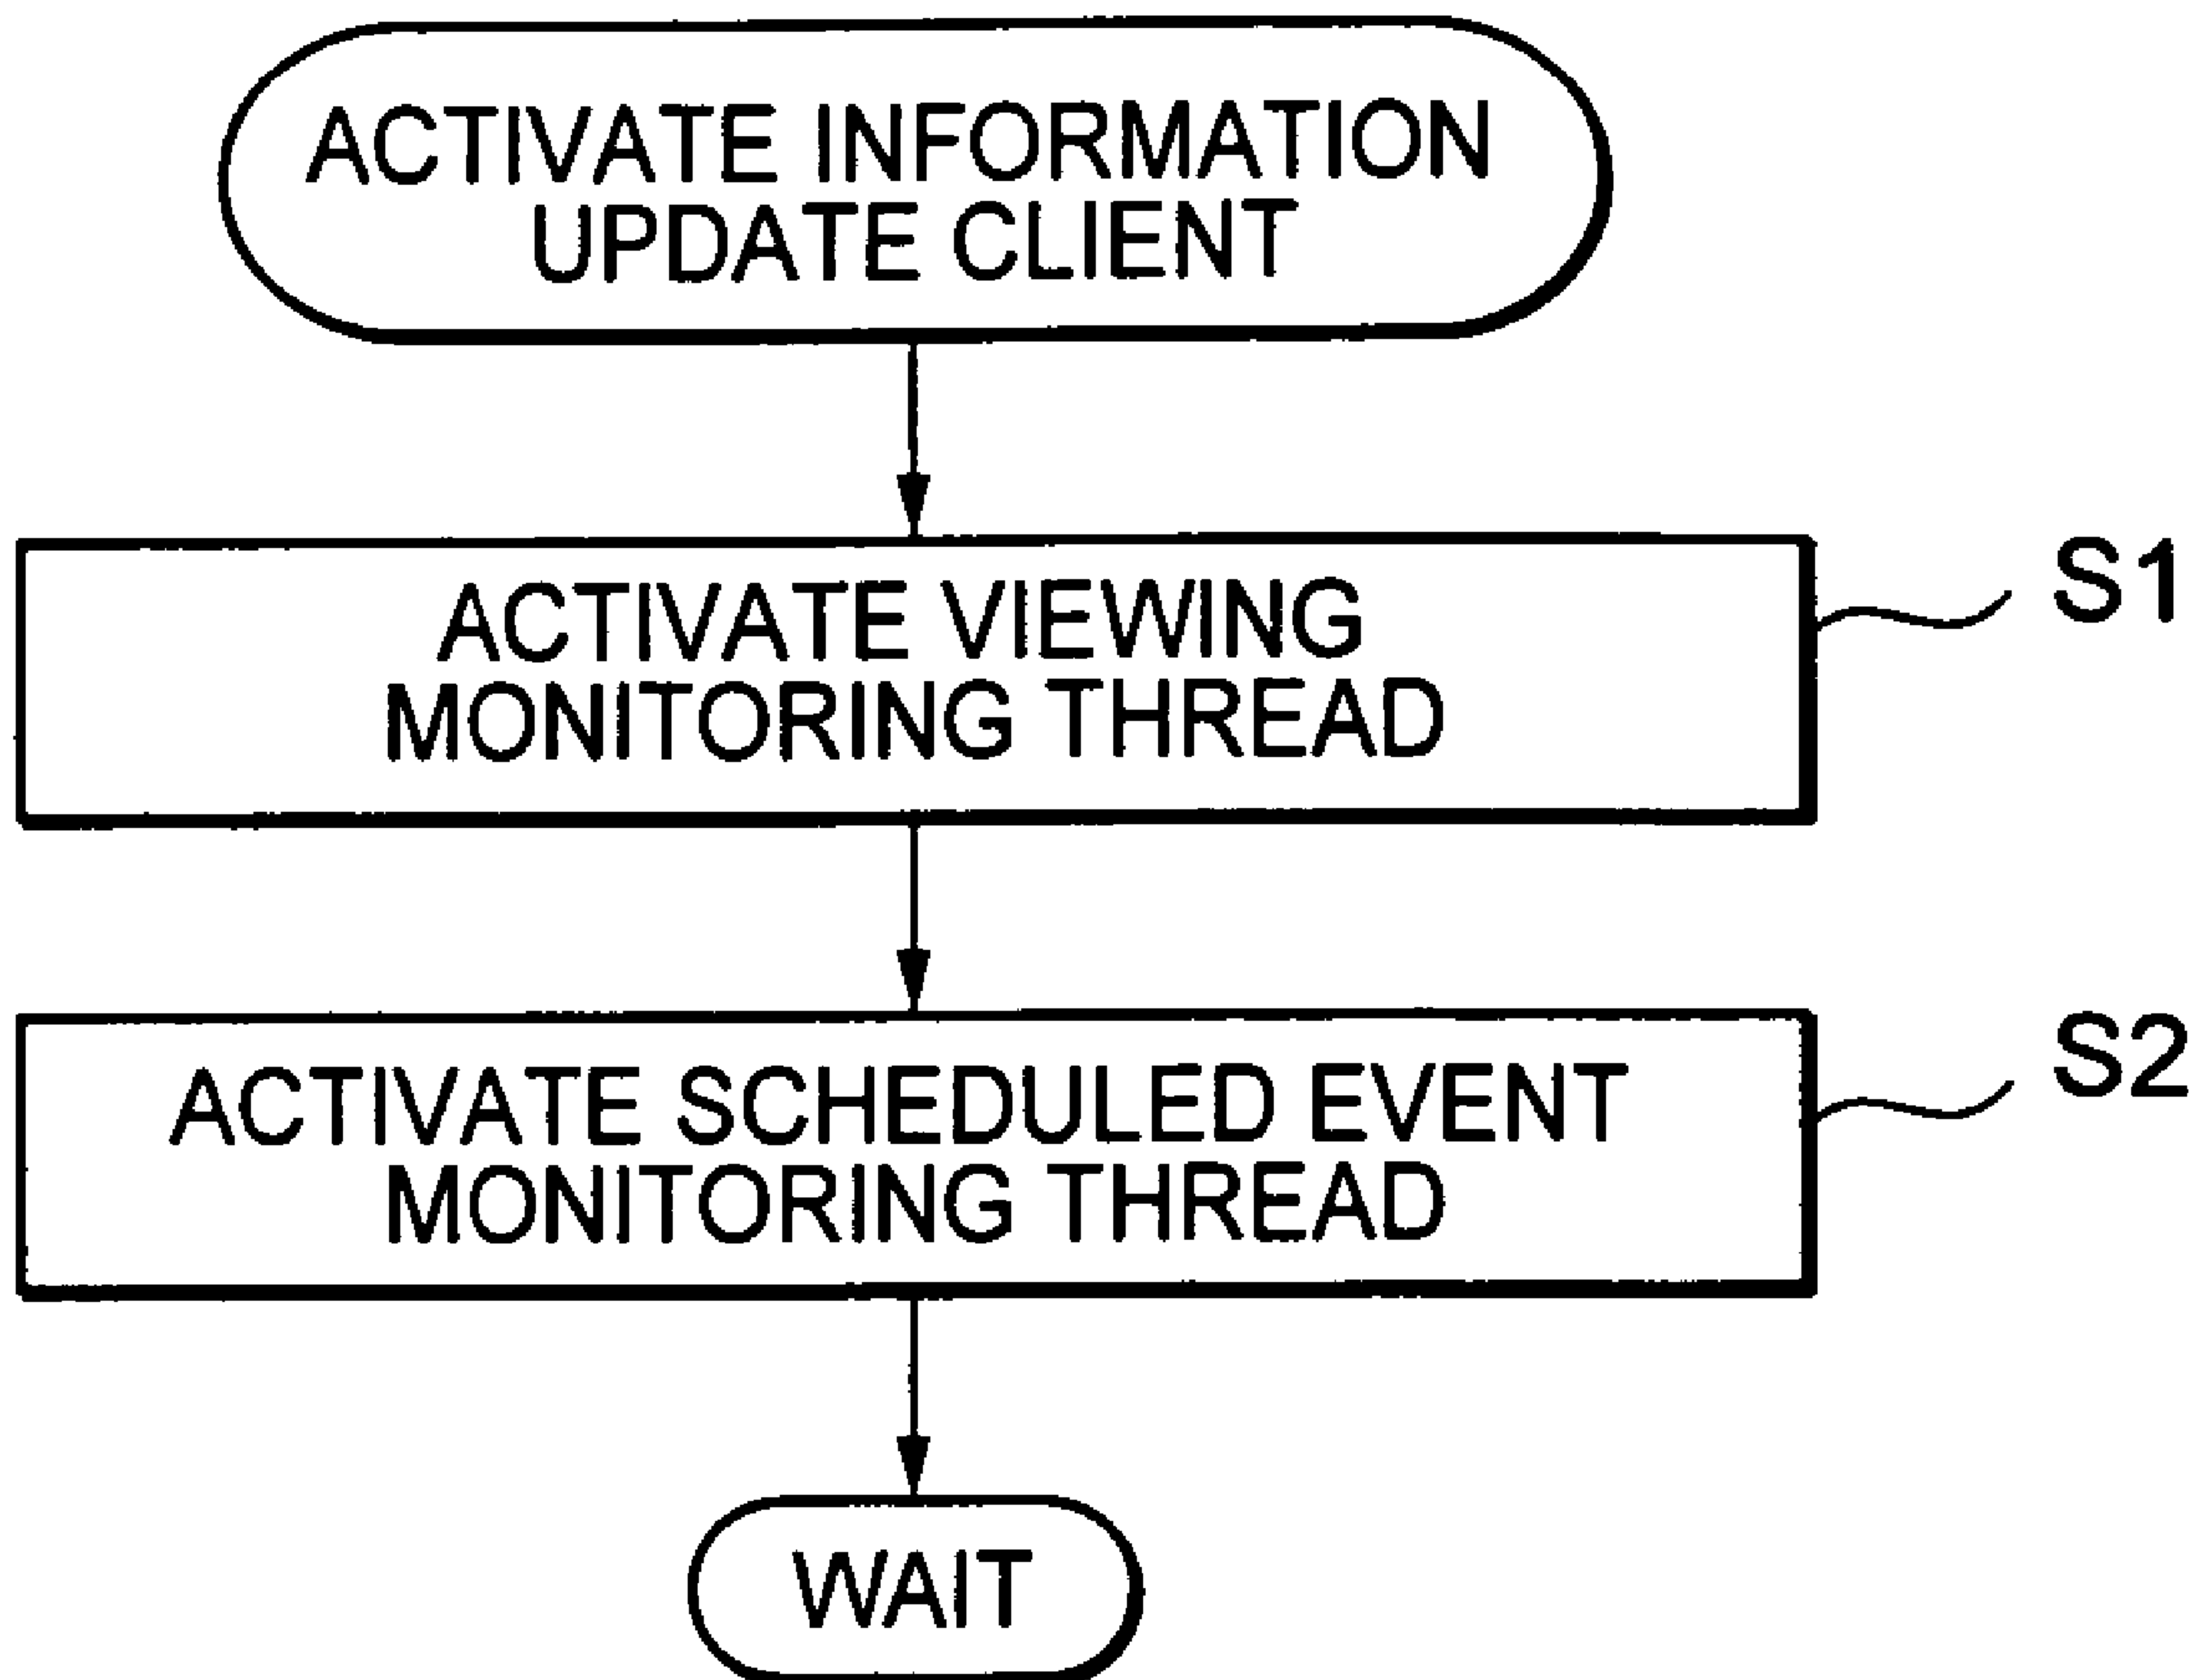 ACTIVATE INFORMATION
UPDATE CLIENT
ACTIVATE VIEWING
MONITORING THREAD
S1
ACTIVATE SCHEDULED EVENT
MONITORING THREAD
S2
WAIT